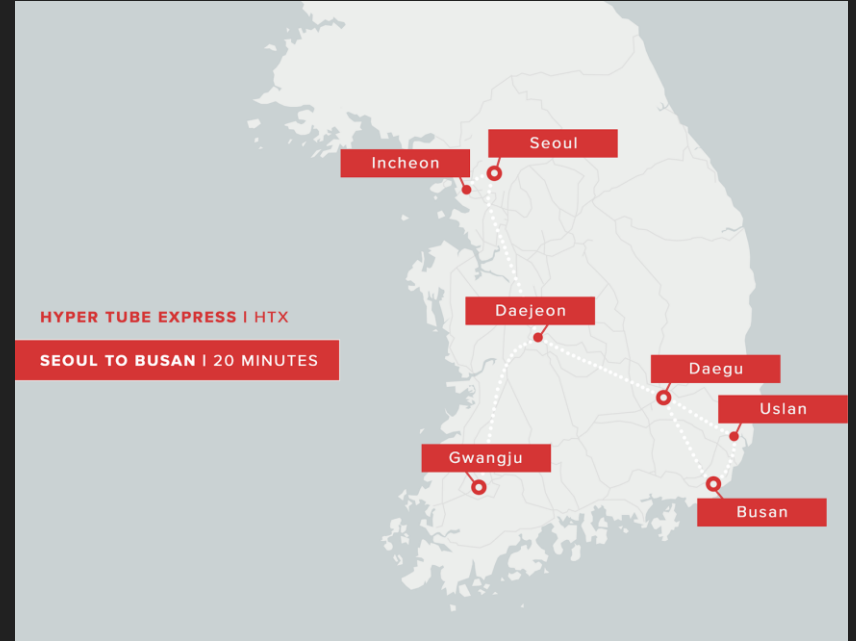 Seoul
Incheon
Daejeon
HYPER TUBE EXPRESS | HTX
SEOUL TO BUSAN | 20 MINUTES
Daegu
Uslan
Gwangju
Busan